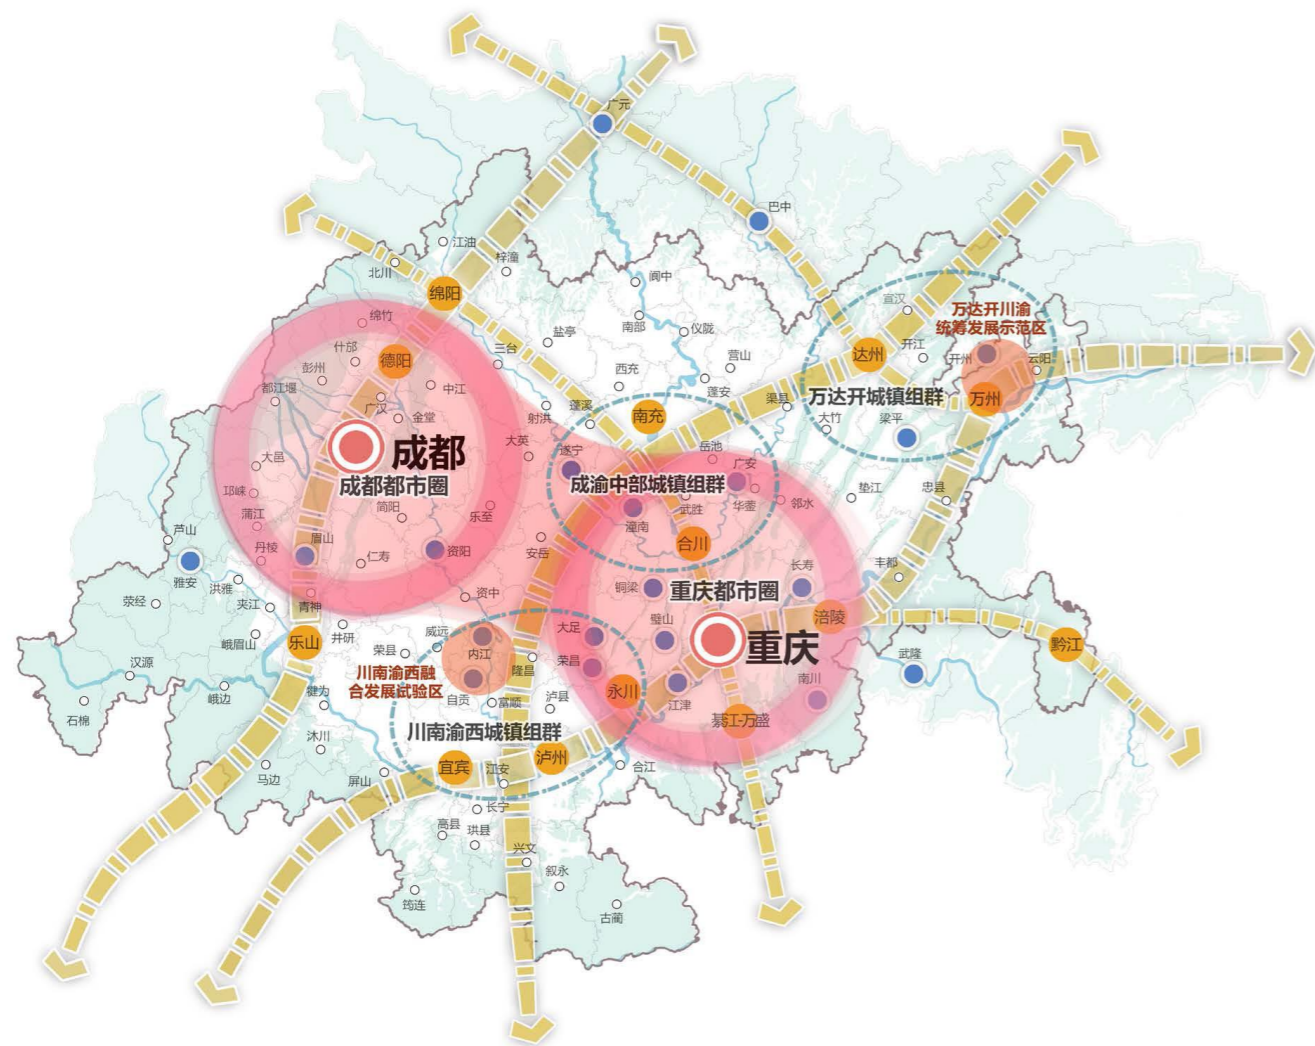 广元
巴中
江油
梓潼
北川
阆中
绵阳
宣汉
万达开川渝
统筹发展示范区
绵竹
南部
仪陇
盐亭
什邡
德阳
三台
营山
达州
开江
开州
云阳
彭州
都江堰
中江
西充
蓬安
渠县
万达开城镇组群
万州
广汉
金堂
射洪
蓬溪
南充
大竹
梁平
成都
大英
遂宁
岳池
大邑
成都都市圈
成渝中部城镇组群
广安
邛崃
简阳
乐至
潼南
武胜
华蓥
邻水
垫江
忠县
蒲江
芦山
丹棱
眉山
仁寿
资阳
安岳
合川
雅安
洪雅
铜梁
重庆都市圈
长寿
丰都
荥经
夹江
青神
资中
璧山
涪陵
峨眉山
乐山
井研
威远
大足
重庆
黔江
汉源
荣县
内江
隆昌
荣昌
武隆
川南渝西融
合发展试验区
石棉
峨边
犍为
自贡
富顺
泸县
永川
江津
南川
沐川
川南渝西城镇组群
綦江-万盛
马边
屏山
宜宾
江安
泸州
合江
长宁
高县
珙县
兴文
叙永
筠连
古蔺